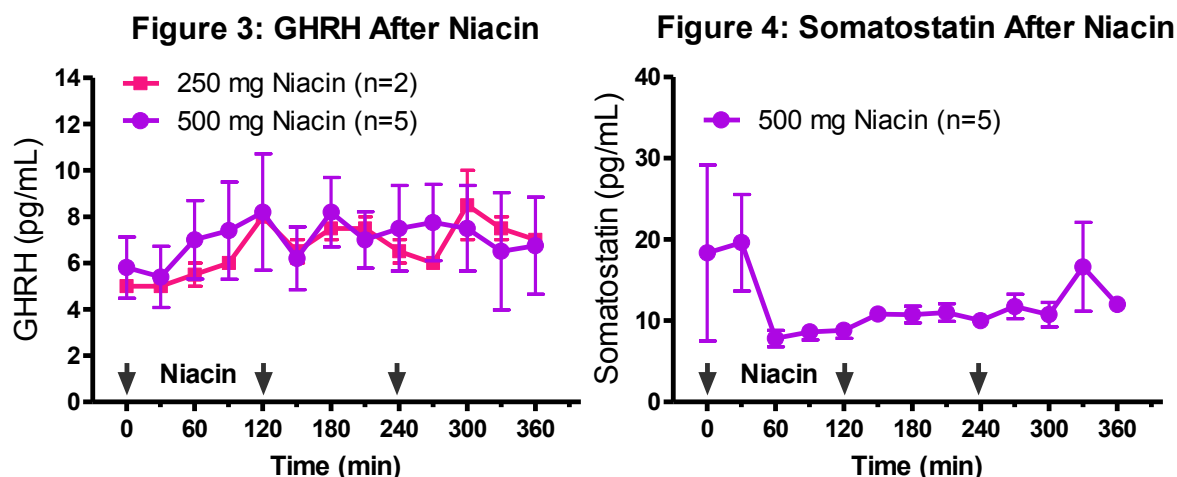 Figure 3: GHRH After Niacin
250 mg Niacin (n=2)
500 mg Niacin (n=5)
GHRH (pg/mL)
14
12
10
8
6
4
2
0
Niacin
0 60 120 180 240 300 360
Time (min)
Figure 4: Somatostatin After Niacin
500 mg Niacin (n=5)
Somatostatin (pg/mL)
40
30
20
10
0
Niacin
0 60 120 180 240 300 360
Time (min)